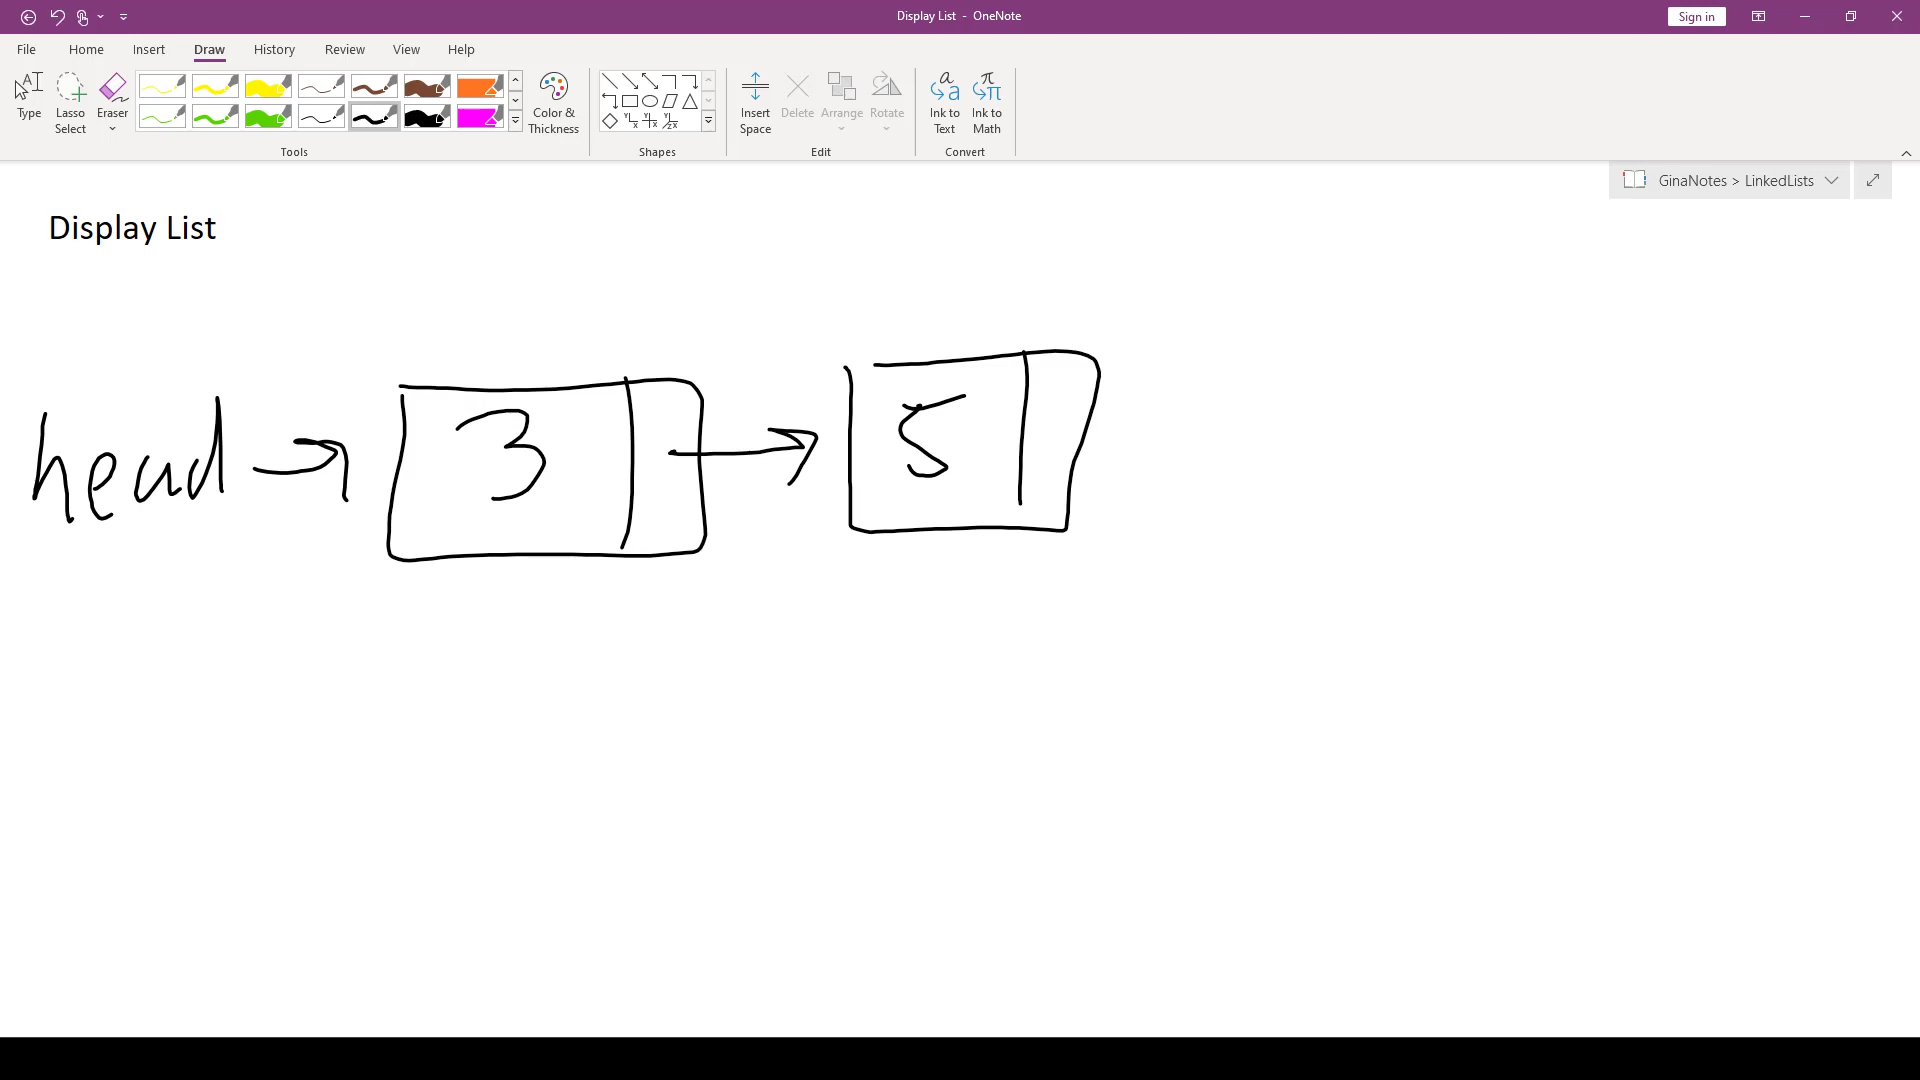 Display List - OneNote
Sign in
File Home Insert Draw History Review View Help
Type
Lasso Select
Eraser
Color & Thickness
Insert Space
Delete
Arrange
Rotate
Ink to Text
Ink to Math
Tools
Shapes
Edit
Convert
GinaNotes > LinkedLists
Display List
head 3 5